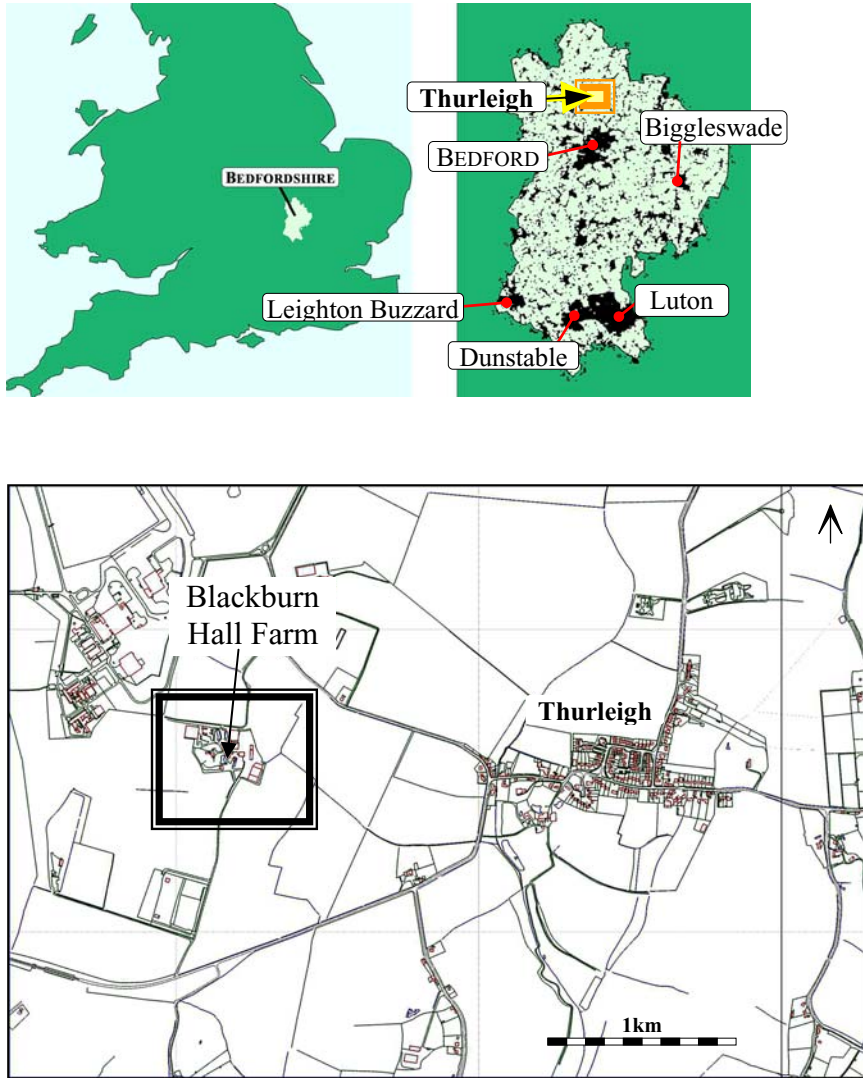 Thurleigh
Biggleswade
BEDFORD
BEDFORDSHIRE
Leighton Buzzard
Luton
Dunstable
Blackburn
Hall Farm
Thurleigh
1km